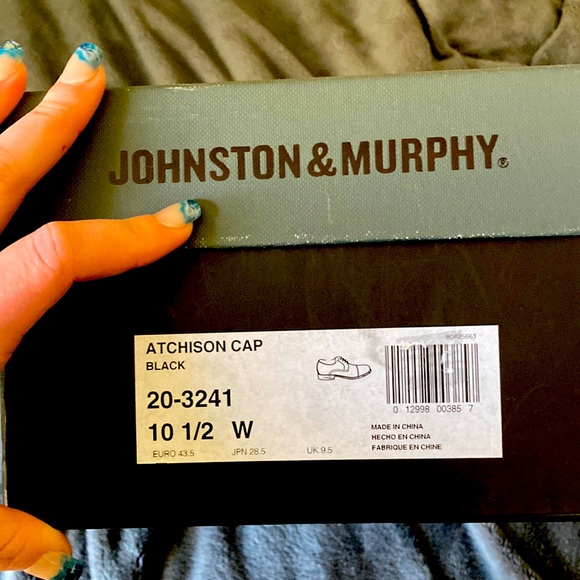 JOHNSTON & MURPHY®
ATCHISON CAP
BLACK
20-3241
10 1/2 W
EURO 43.5 JPN 28.5 UK 9.5
0 12998 00385 7
MADE IN CHINA
HECHO EN CHINA
FABRIQUE EN CHINE